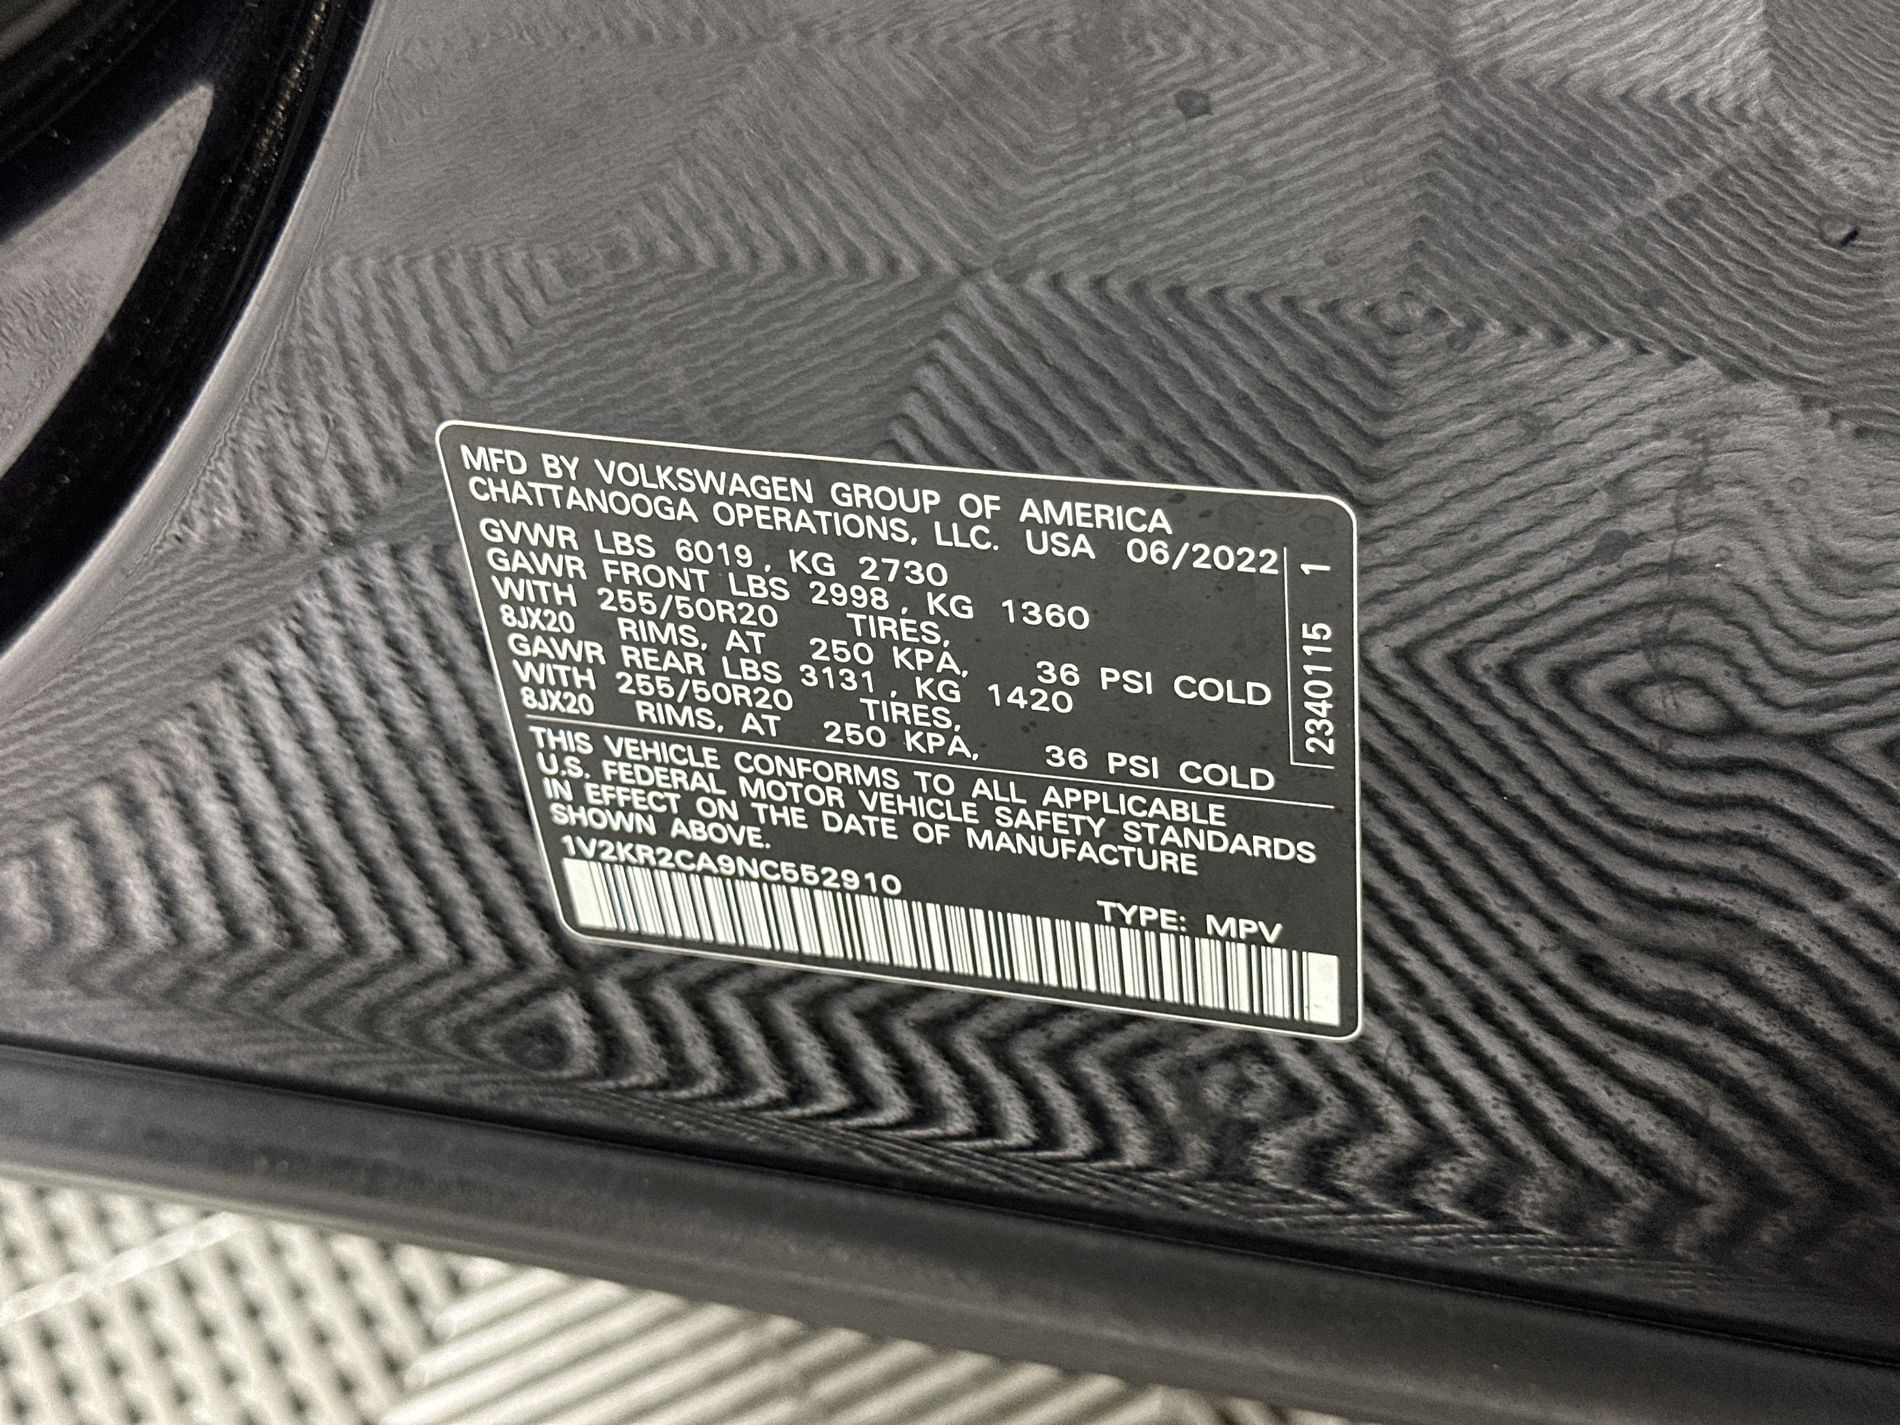 MFD BY VOLKSWAGEN GROUP OF AMERICA
CHATTANOOGA OPERATIONS, LLC. USA 06/2022
GVWR LBS 6019, KG 2730
GAWR FRONT LBS 2998, KG 1360
WITH 255/50R20 TIRES,
8JX20 RIMS, AT 250 KPA, 36 PSI COLD
GAWR REAR LBS 3131, KG 1420
WITH 255/50R20 TIRES,
8JX20 RIMS, AT 250 KPA, 36 PSI COLD
2340115 1
THIS VEHICLE CONFORMS TO ALL APPLICABLE
U.S. FEDERAL MOTOR VEHICLE SAFETY STANDARDS
IN EFFECT ON THE DATE OF MANUFACTURE
SHOWN ABOVE.
1V2KR2CA9NC552910
TYPE: MPV